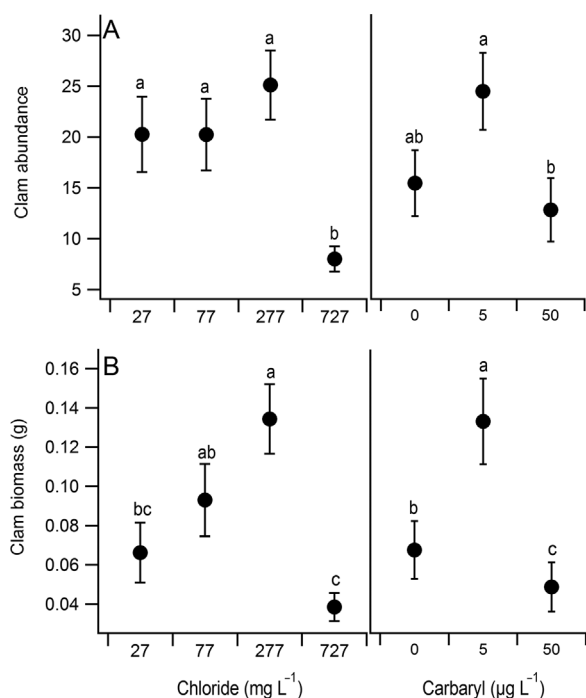 A
Clam abundance
30
25
20
15
10
5
a
a
a
b
ab
a
b
27 77 277 727
0 5 50
B
Clam biomass (g)
0.16
0.14
0.12
0.10
0.08
0.06
0.04
bc
ab
a
c
b
a
c
27 77 277 727
0 5 50
Chloride (mg L⁻¹)
Carbaryl (µg L⁻¹)